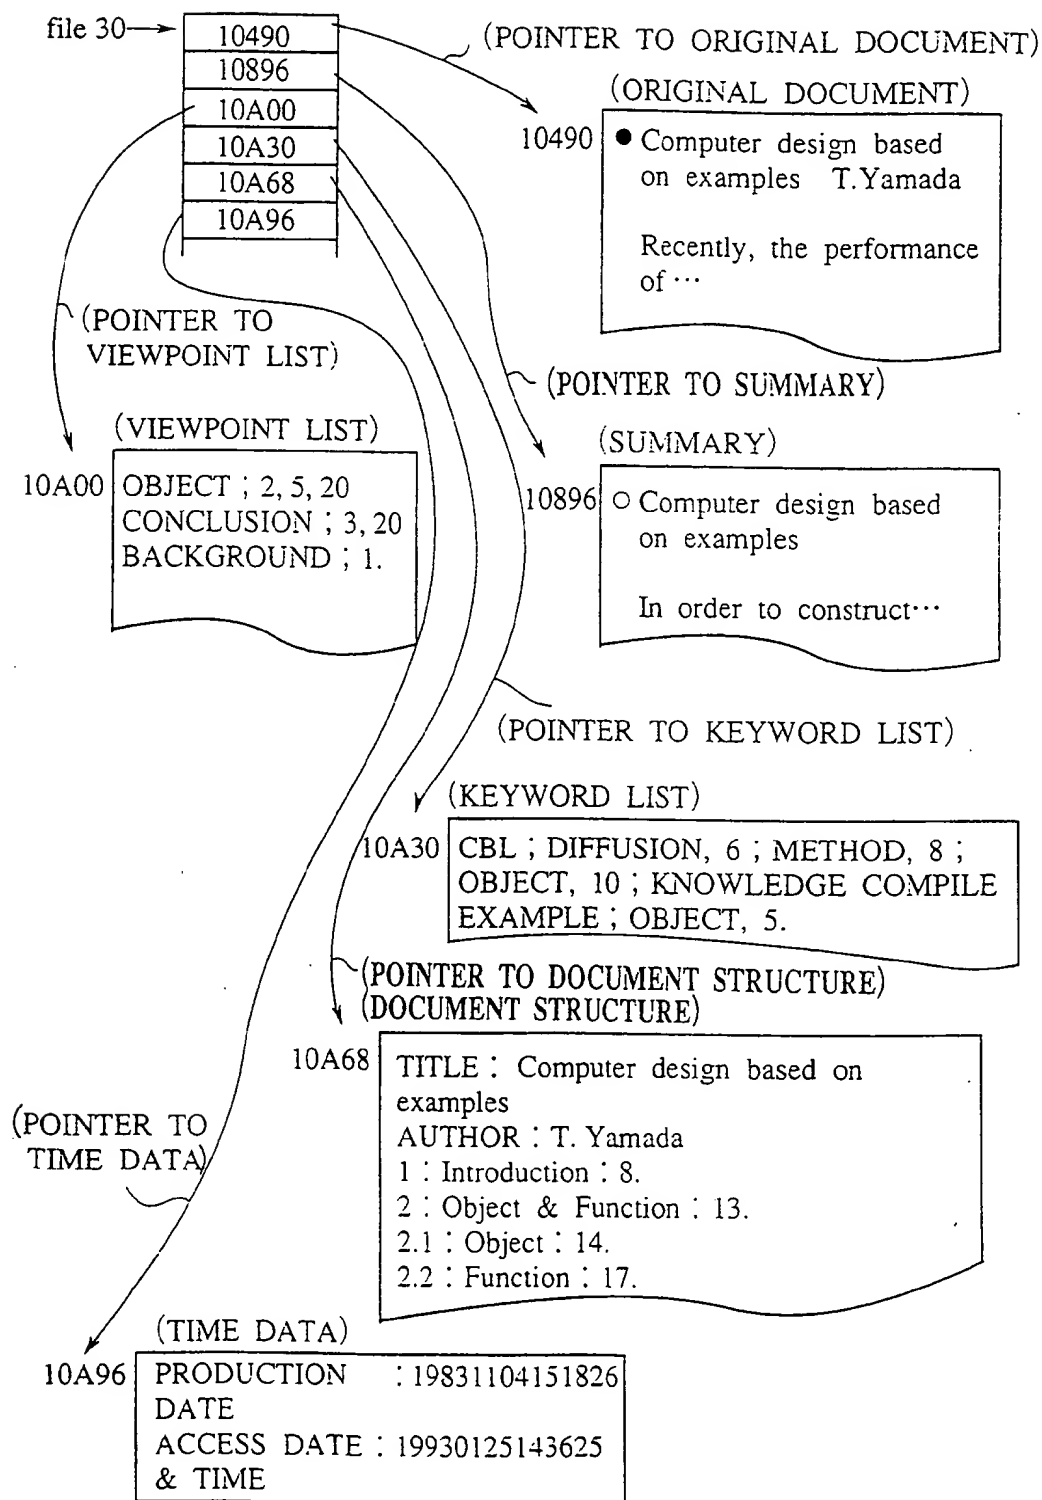 file 30
10490
10896
10A00
10A30
10A68
10A96
(POINTER TO ORIGINAL DOCUMENT)
(ORIGINAL DOCUMENT)
10490
● Computer design based
on examples T.Yamada
Recently, the performance
of ···
(POINTER TO
VIEWPOINT LIST)
(POINTER TO SUMMARY)
(VIEWPOINT LIST)
10A00
OBJECT ; 2, 5, 20
CONCLUSION ; 3, 20
BACKGROUND ; 1.
(SUMMARY)
10896
○ Computer design based
on examples
In order to construct···
(POINTER TO KEYWORD LIST)
(KEYWORD LIST)
10A30
CBL ; DIFFUSION, 6 ; METHOD, 8 ;
OBJECT, 10 ; KNOWLEDGE COMPILE
EXAMPLE ; OBJECT, 5.
(POINTER TO DOCUMENT STRUCTURE)
(DOCUMENT STRUCTURE)
10A68
TITLE : Computer design based on
examples
AUTHOR : T. Yamada
1 : Introduction : 8.
2 : Object & Function : 13.
2.1 : Object : 14.
2.2 : Function : 17.
(POINTER TO
TIME DATA)
(TIME DATA)
10A96
PRODUCTION : 19831104151826
DATE
ACCESS DATE : 19930125143625
& TIME